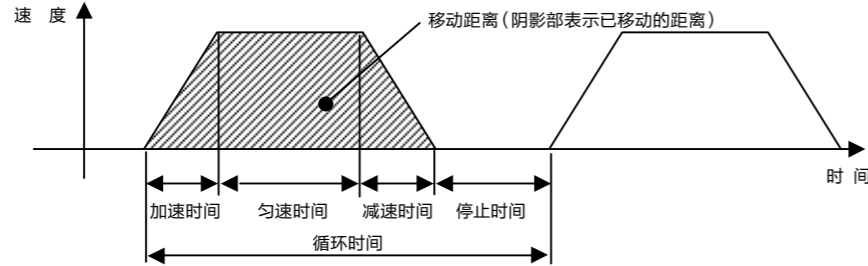 速 度
移动距离(阴影部表示已移动的距离)
时 间
加速时间 匀速时间 减速时间 停止时间
循环时间